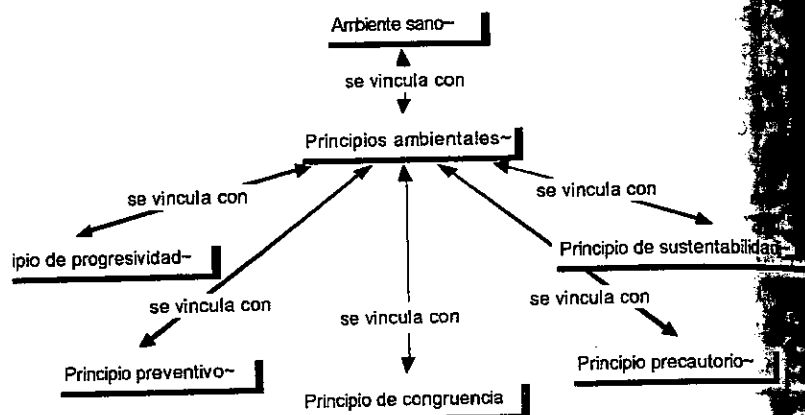 Ambiente sano~
se vincula con
Principios ambientales~
se vincula con
se vincula con
ipio de progresividad~
Principio de sustentabilidad~
se vincula con
se vincula con
se vincula con
Principio preventivo~
Principio precautorio~
Principio de congruencia